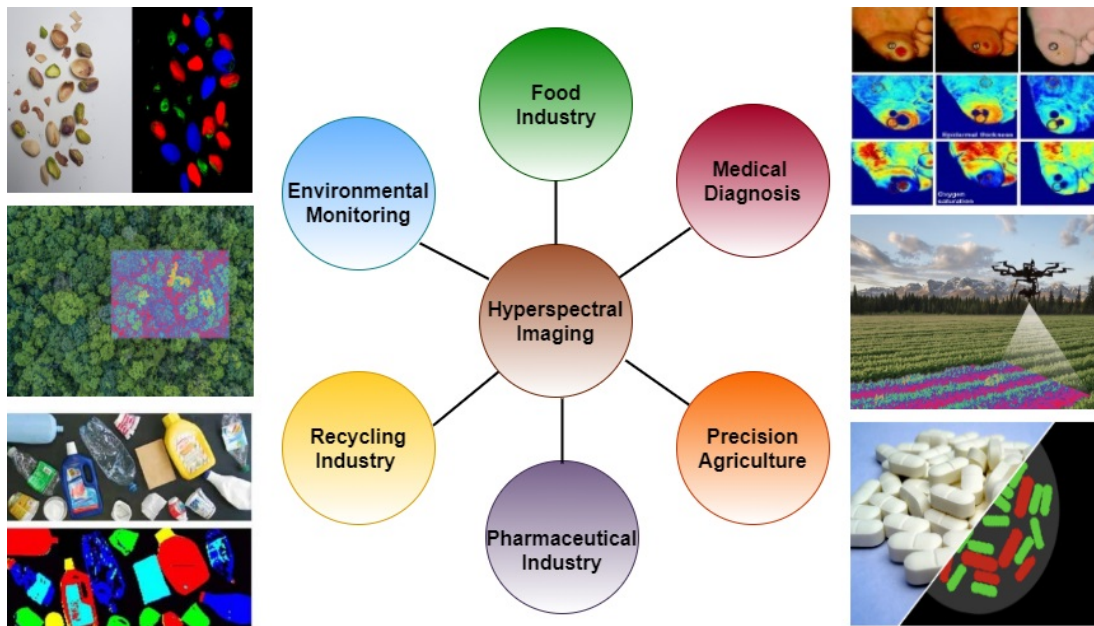 Food
Industry
Environmental
Monitoring
Medical
Diagnosis
Hyperspectral
Imaging
Recycling
Industry
Precision
Agriculture
Pharmaceutical
Industry
Epidermal thickness
Oxygen
saturation